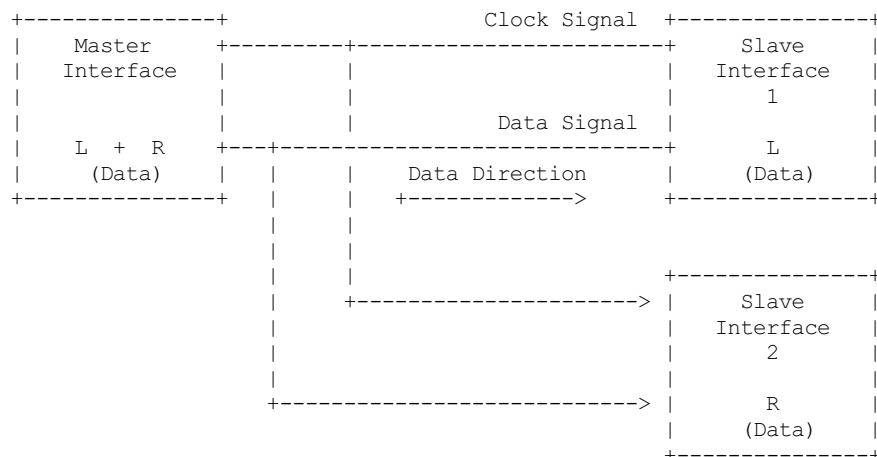 Clock Signal
Master
Interface
Slave
Interface
1
Data Signal
L + R
(Data)
L
(Data)
Data Direction
Slave
Interface
2
R
(Data)